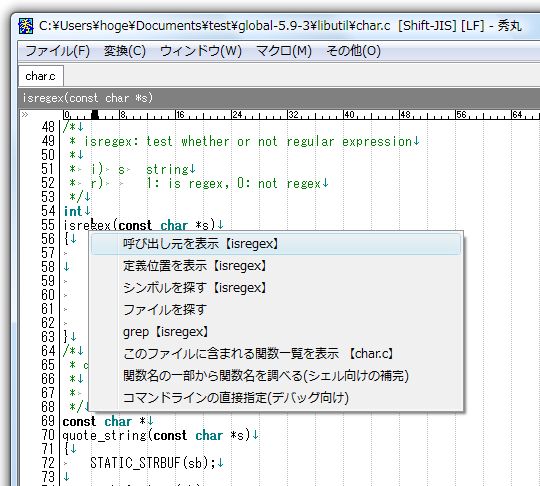 C:¥Users¥hoge¥Documents¥test¥global-5.9-3¥libutil¥char.c [Shift-JIS] [LF] - 秀丸
ファイル(F) 変換(C) ウィンドウ(W) マクロ(M) その他(O)
char.c
isregex(const char *s)
0 8 16 24 32 40 48 56 64
48 /*↓
49 * isregex: test whether or not regular expression↓
50 *↓
51 * i) s string↓
52 * r) 1: is regex, 0: not regex↓
53 */↓
54 int↓
55 isregex(const char *s)↓
56 {↓
呼び出し元を表示【isregex】
57
58 ↓
定義位置を表示【isregex】
59
シンボルを探す【isregex】
60
61
ファイルを探す
62
grep【isregex】
63 }↓
64 /*↓
このファイルに含まれる関数一覧を表示 【char.c】
65 * c
66 *↓
関数名の一部から関数名を調べる(シェル向けの補完)
67 *
コマンドラインの直接指定(デバッグ向け)
68 */↓
69 const char *↓
70 quote_string(const char *s)↓
71 {↓
72 STATIC_STRBUF(sb);↓
73 ↓